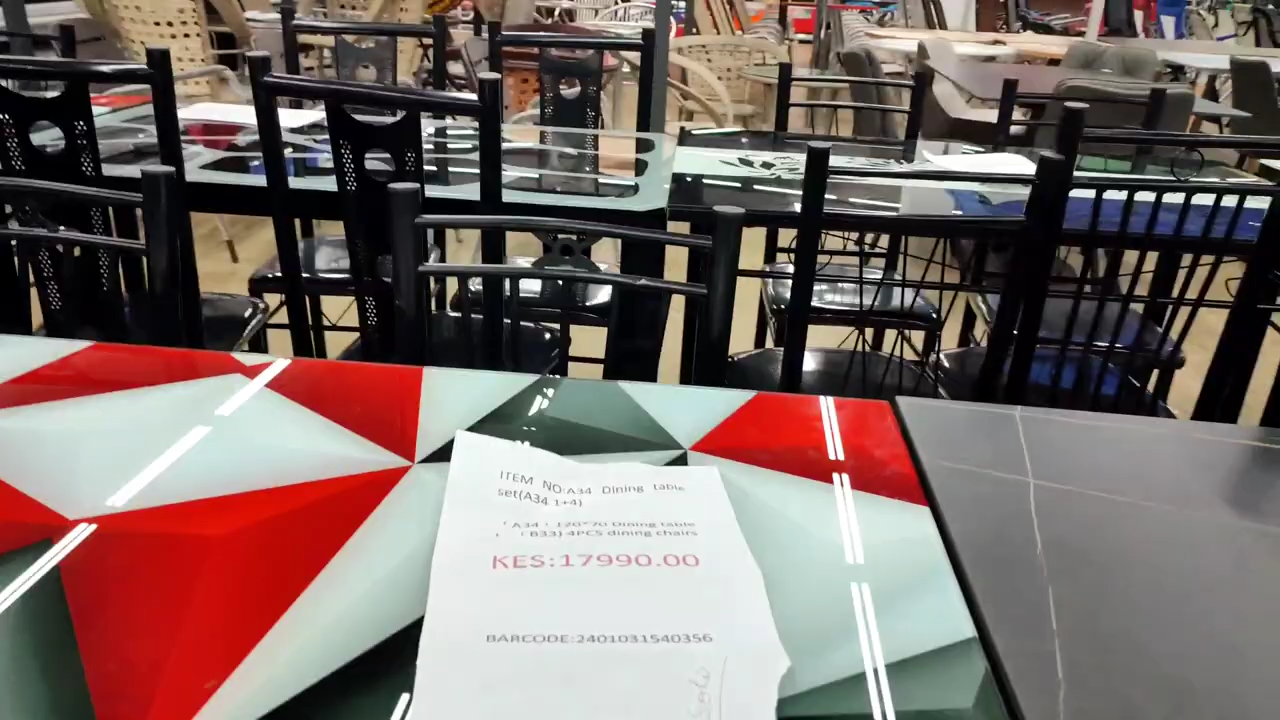 ITEM NO:A34 Dining table
set(A34 1+4)
(A34) 120*70 Dining table
(B33) 4PCS dining chairs
KES:17990.00
BARCODE:2401031540356